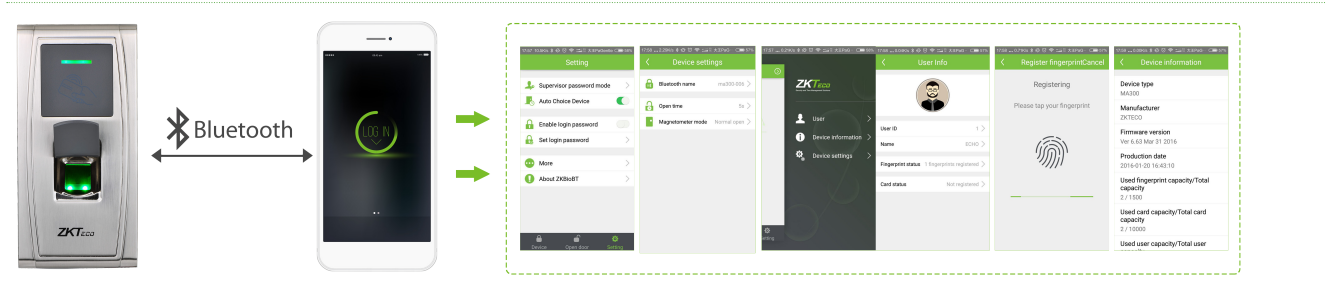 ZKTeco
Bluetooth
LOG IN
Setting
Supervisor password mode
Auto Choice Device
Enable login password
Set login password
More
About ZKBioBT
Device
Open door
Setting
Device settings
Bluetooth name
ma300-996
Open time
5s
Magnetometer mode
Normal open
ZKTeco
User
Device information
Device settings
User Info
User ID
1
Name
ECHO
Fingerprint status
1 fingerprints registered
Card status
Not registered
Register fingerprintCancel
Registering
Please tap your fingerprint
Device information
Device type
MA300
Manufacturer
ZKTECO
Firmware version
Ver 6.63 Mar 31 2016
Production date
2016-01-20 16:43:10
Used fingerprint capacity/Total
capacity
2 / 1500
Used card capacity/Total card
capacity
2 / 10000
Used user capacity/Total user